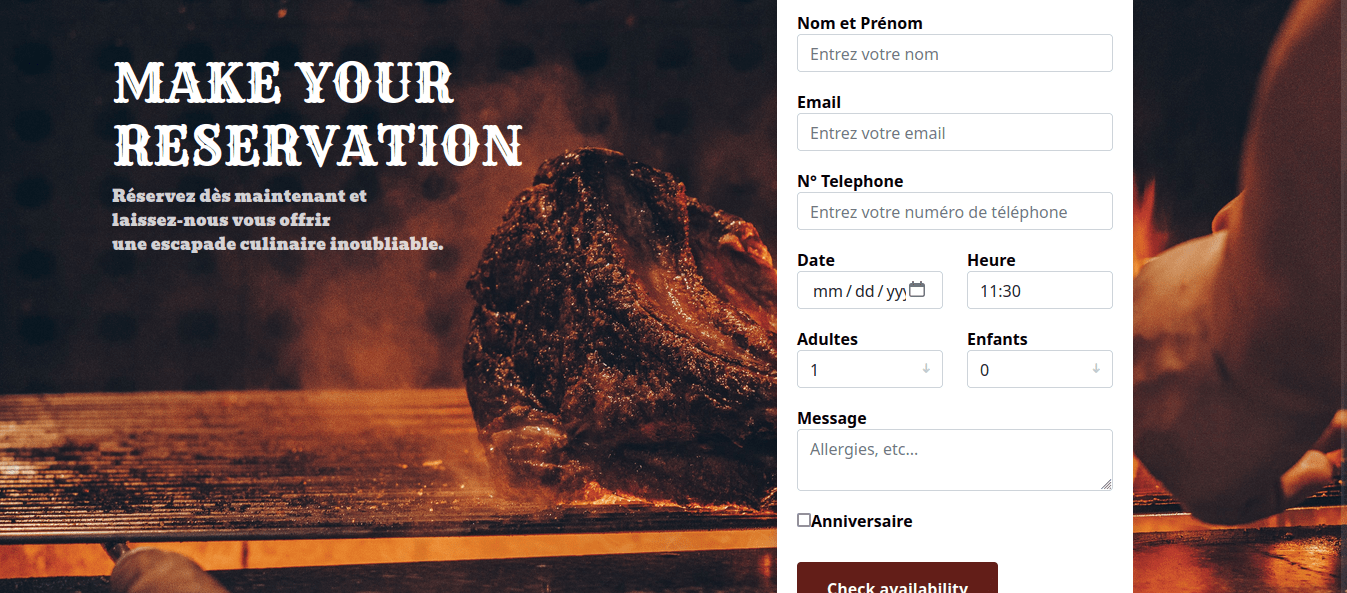 MAKE YOUR
RESERVATION
Réservez dès maintenant et
laissez-nous vous offrir
une escapade culinaire inoubliable.
Nom et Prénom
Entrez votre nom
Email
Entrez votre email
N° Telephone
Entrez votre numéro de téléphone
Date Heure
mm/dd/yyy 11:30
Adultes Enfants
1 0
Message
Allergies, etc...
Anniversaire
Check availability